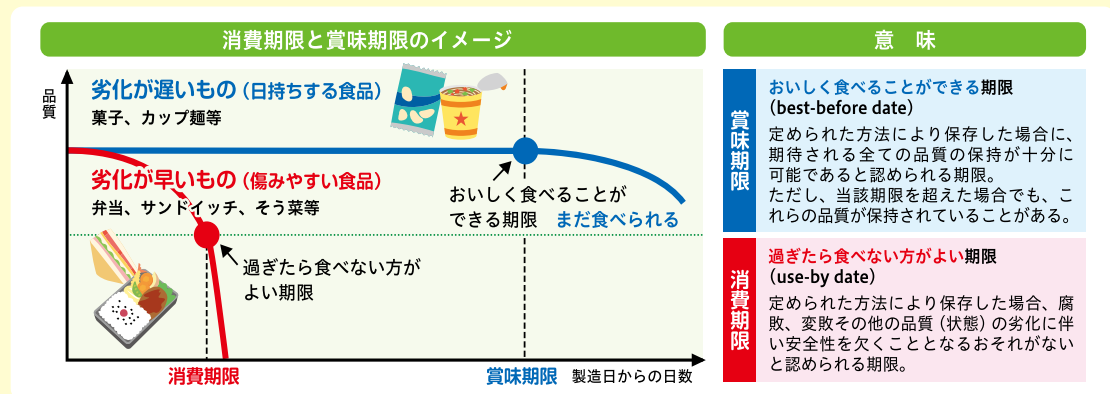 消費期限と賞味期限のイメージ
品質
劣化が遅いもの（日持ちする食品）
菓子、カップ麺等
劣化が早いもの（傷みやすい食品）
弁当、サンドイッチ、そう菜等
おいしく食べることが
できる期限　まだ食べられる
過ぎたら食べない方が
よい期限
消費期限
賞味期限
製造日からの日数
意　味
賞味期限
おいしく食べることができる期限
（best-before date）
定められた方法により保存した場合に、
期待される全ての品質の保持が十分に
可能であると認められる期限。
ただし、当該期限を超えた場合でも、こ
れらの品質が保持されていることがある。
消費期限
過ぎたら食べない方がよい期限
（use-by date）
定められた方法により保存した場合、腐
敗、変敗その他の品質（状態）の劣化に伴
い安全性を欠くこととなるおそれがない
と認められる期限。